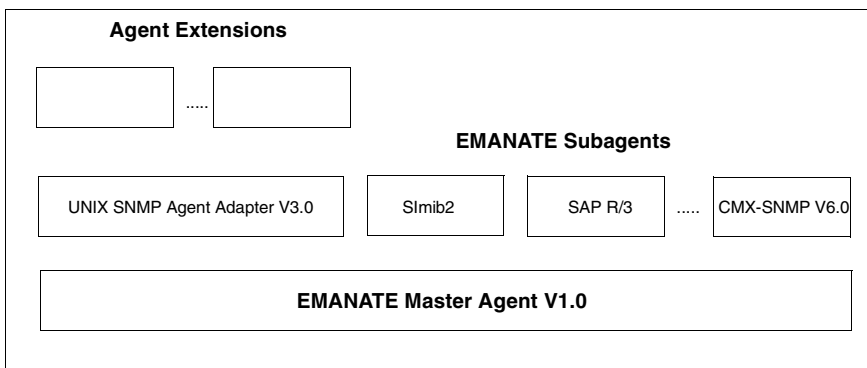 Agent Extensions
.....
EMANATE Subagents
UNIX SNMP Agent Adapter V3.0
SImib2
SAP R/3
.....
CMX-SNMP V6.0
EMANATE Master Agent V1.0